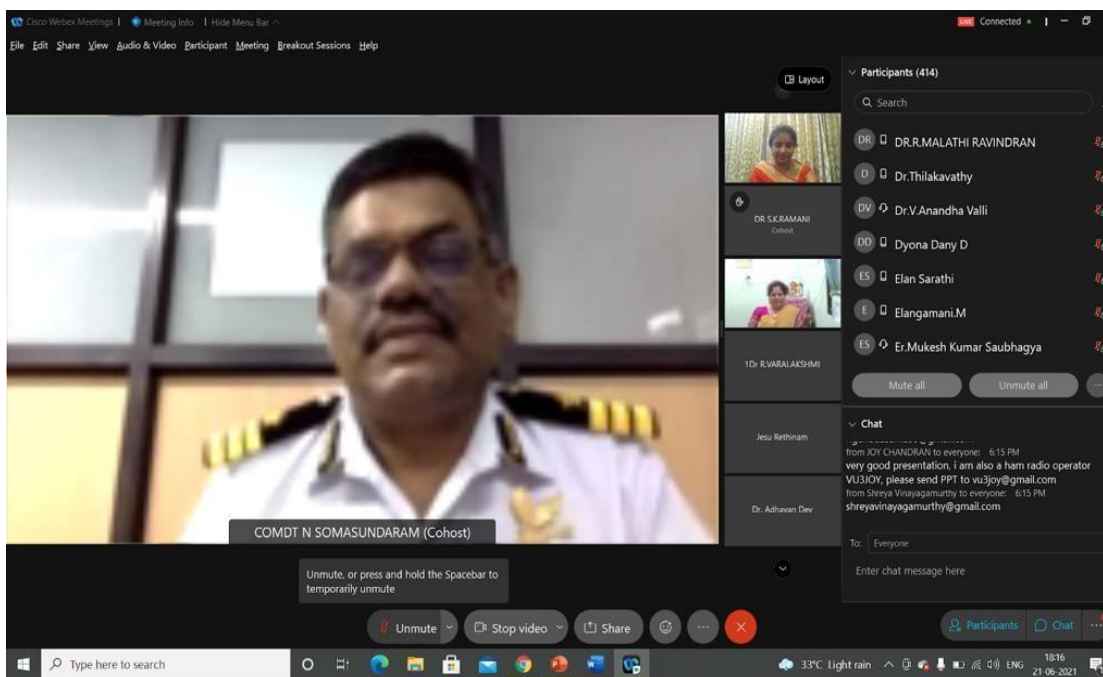 Cisco Webex Meetings | Meeting Info | Hide Menu Bar
LIVE Connected
File Edit Share View Audio & Video Participant Meeting Breakout Sessions Help
Layout
DR S.K.RAMANI
Cohost
1Dr R.VARALAKSHMI
Jesu Rethinam
Dr. Adhavan Dev
COMDT N SOMASUNDARAM (Cohost)
Unmute, or press and hold the Spacebar to
temporarily unmute
Unmute
Stop video
Share
Participants (414)
Search
DR DR.R.MALATHI RAVINDRAN
D Dr.Thilakavathy
DV Dr.V.Anandha Valli
DD Dyona Dany D
ES Elan Sarathi
E Elangamani.M
ES Er.Mukesh Kumar Saubhagya
Mute all Unmute all
Chat
from JOY CHANDRAN to everyone: 6:15 PM
very good presentation, i am also a ham radio operator
VU3JOY, please send PPT to vu3joy@gmail.com
from Shreya Vinayagamurthy to everyone: 6:15 PM
shreyavinayagamurthy@gmail.com
To: Everyone
Enter chat message here
Participants Chat
Type here to search
33°C Light rain ENG
18:16
21-06-2021